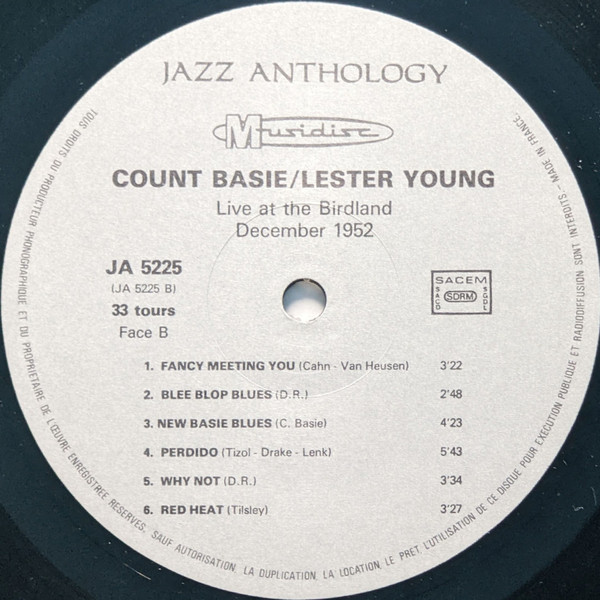 JAZZ ANTHOLOGY
Musidisc
COUNT BASIE/LESTER YOUNG
Live at the Birdland
December 1952
JA 5225
(JA 5225 B)
33 tours
Face B
SACEM
SACD
SDRM
SGDL
1. FANCY MEETING YOU (Cahn - Van Heusen) 3'22
2. BLEE BLOP BLUES (D.R.) 2'48
3. NEW BASIE BLUES (C. Basie) 4'23
4. PERDIDO (Tizol - Drake - Lenk) 5'43
5. WHY NOT (D.R.) 3'34
6. RED HEAT (Tilsley) 3'27
TOUS DROITS DU PRODUCTEUR PHONOGRAPHIQUE ET DU PROPRIETAIRE DE L'ŒUVRE ENREGISTREE RESERVES. SAUF AUTORISATION, LA DUPLICATION, LA LOCATION, LE PRET, L'UTILISATION DE CE DISQUE POUR EXECUTION PUBLIQUE ET RADIODIFFUSION SONT INTERDITS - MADE IN FRANCE.